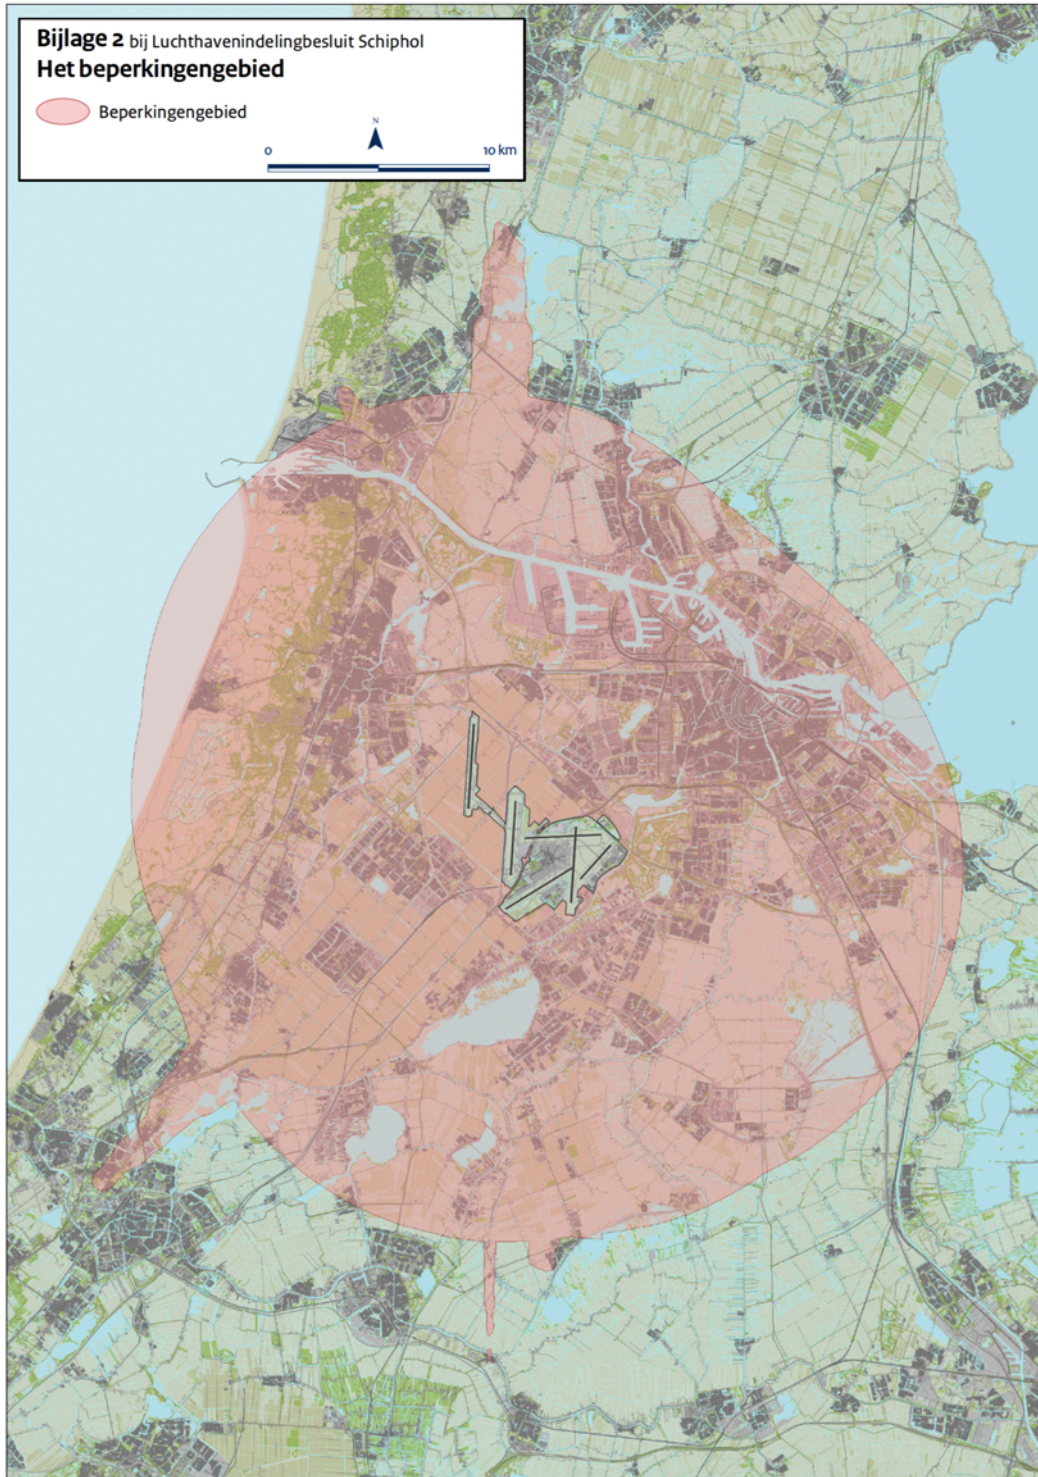 Bijlage 2 bij Luchthavenindelingbesluit Schiphol
Het beperkingengebied
Beperkingengebied
N
0 10 km